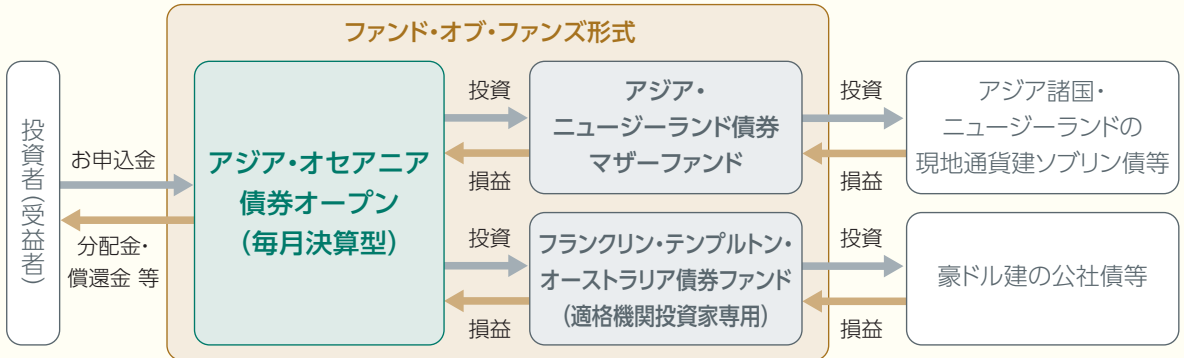 ファンド・オブ・ファンズ形式
投資者(受益者)
お申込金
分配金・
償還金 等
アジア・オセアニア
債券オープン
(毎月決算型)
投資
損益
アジア・
ニュージーランド債券
マザーファンド
投資
損益
アジア諸国・
ニュージーランドの
現地通貨建ソブリン債等
投資
損益
フランクリン・テンプルトン・
オーストラリア債券ファンド
(適格機関投資家専用)
投資
損益
豪ドル建の公社債等